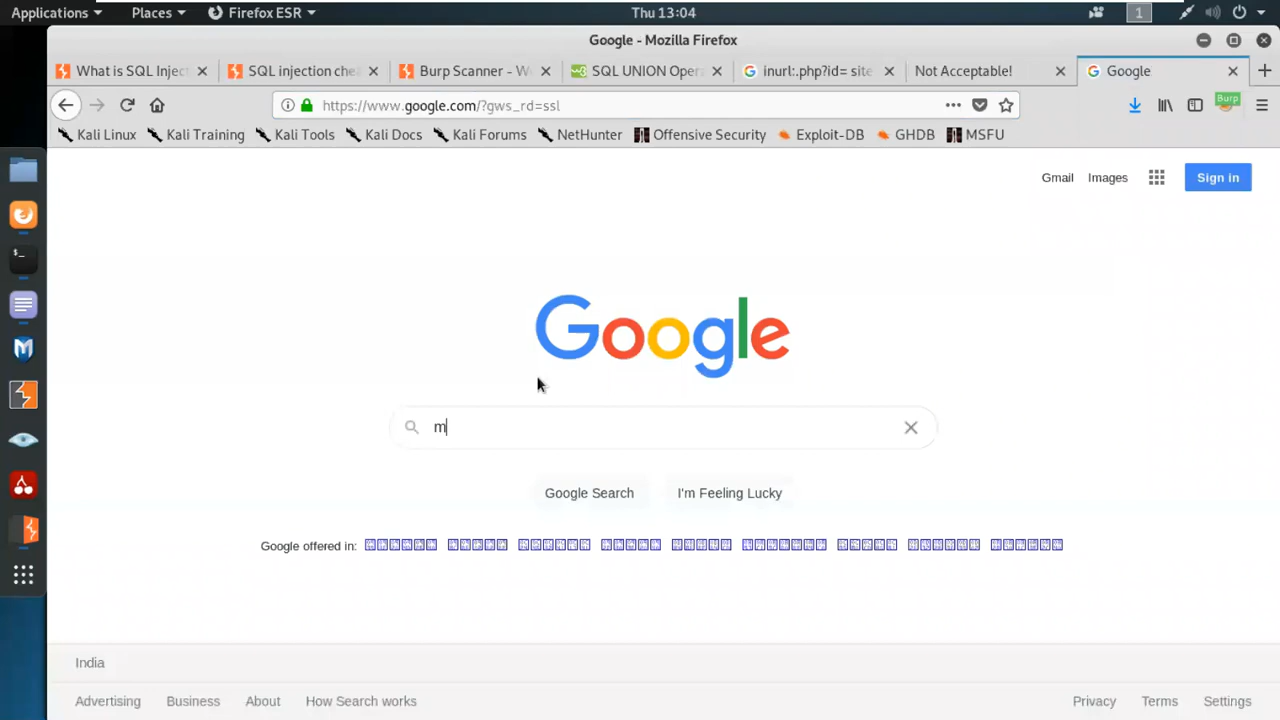 Applications Places Firefox ESR Thu 13:04 1
Google - Mozilla Firefox
What is SQL Inject SQL injection chea Burp Scanner - W SQL UNION Oper inurl:.php?id= site Not Acceptable! Google
https://www.google.com/?gws_rd=ssl Burp
Kali Linux Kali Training Kali Tools Kali Docs Kali Forums NetHunter Offensive Security Exploit-DB GHDB MSFU
Gmail Images Sign in
Google
m
Google Search I'm Feeling Lucky
Google offered in:
India
Advertising Business About How Search works Privacy Terms Settings